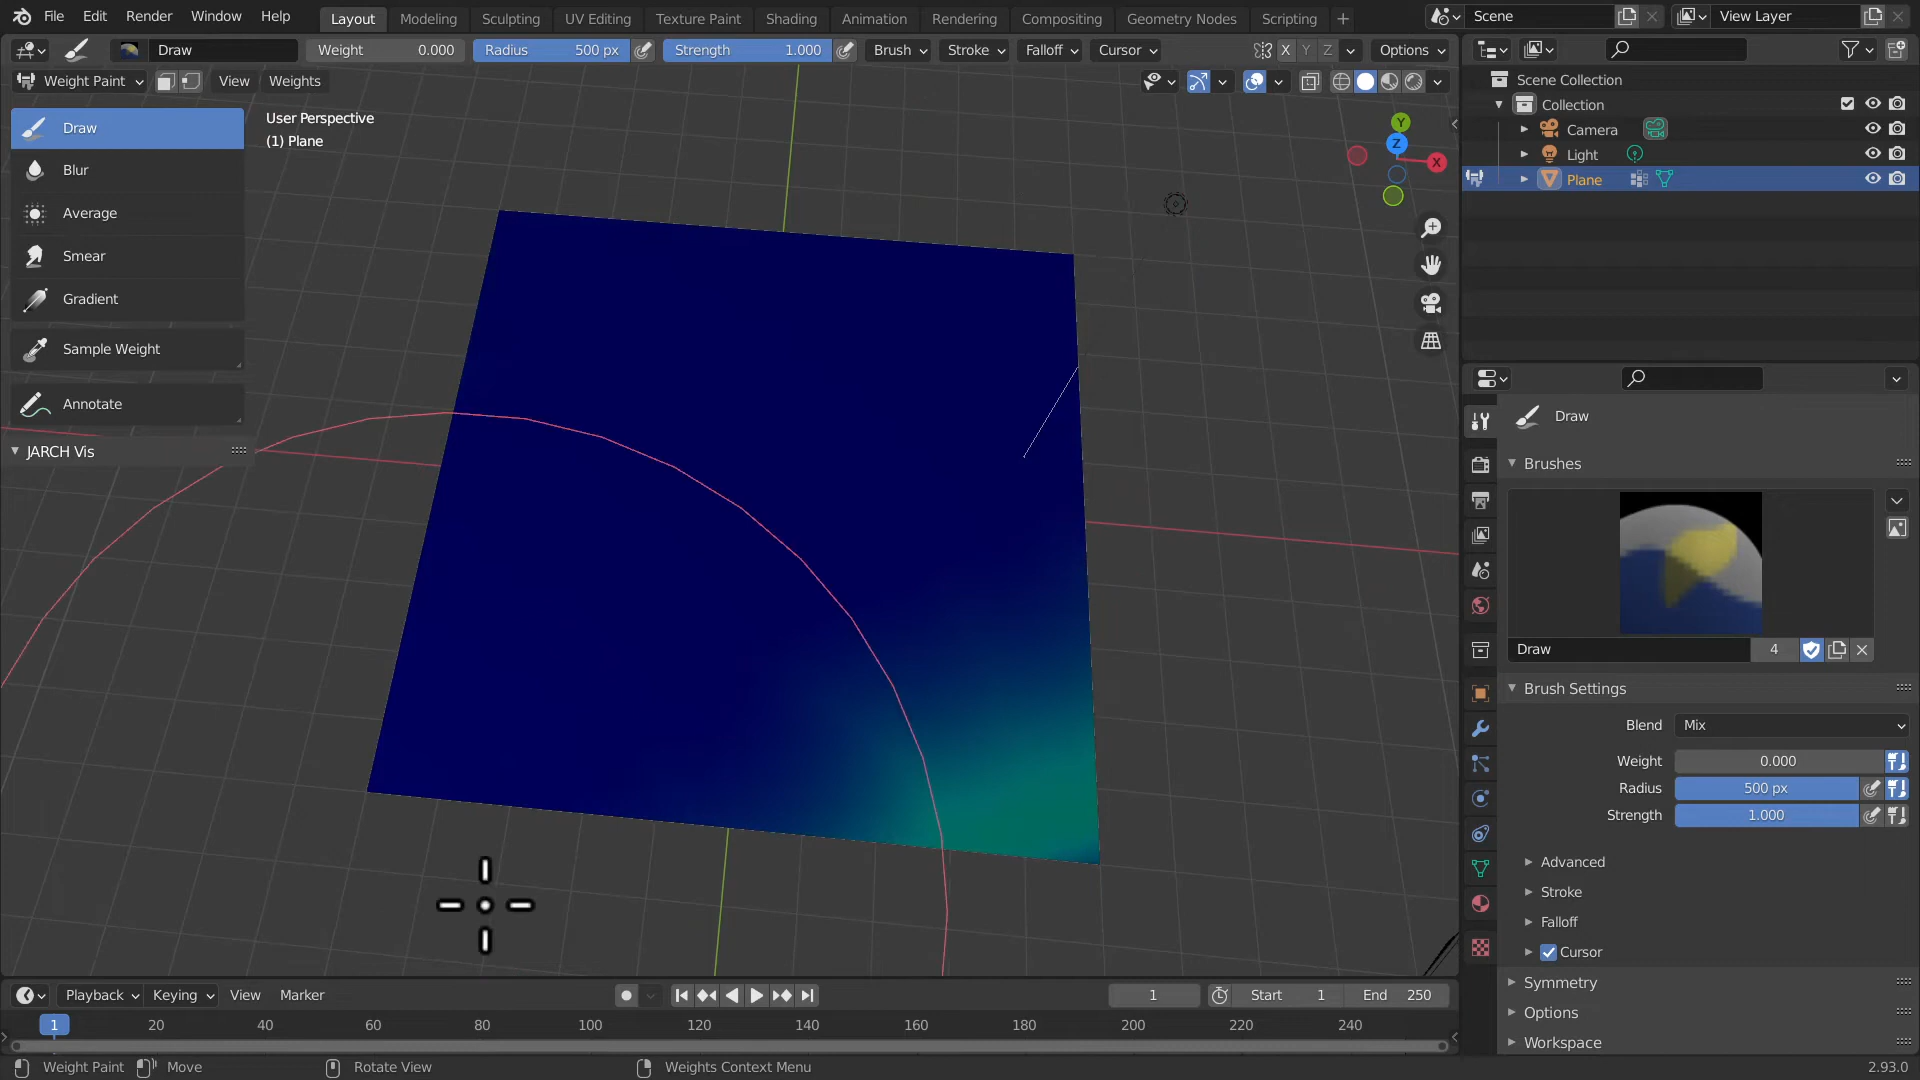 File Edit Render Window Help Layout Modeling Sculpting UV Editing Texture Paint Shading Animation Rendering Compositing Geometry Nodes Scripting + Scene View Layer
Draw Weight 0.000 Radius 500 px Strength 1.000 Brush Stroke Falloff Cursor X Y Z Options
Weight Paint View Weights
Draw
Blur
Average
Smear
Gradient
Sample Weight
Annotate
JARCH Vis
User Perspective
(1) Plane
Y
Z
X
Scene Collection
Collection
Camera
Light
Plane
Draw
Brushes
Draw 4
Brush Settings
Blend Mix
Weight 0.000
Radius 500 px
Strength 1.000
Advanced
Stroke
Falloff
Cursor
Symmetry
Options
Workspace
Playback Keying View Marker 1 Start 1 End 250
1 20 40 60 80 100 120 140 160 180 200 220 240
Weight Paint Move Rotate View Weights Context Menu 2.93.0